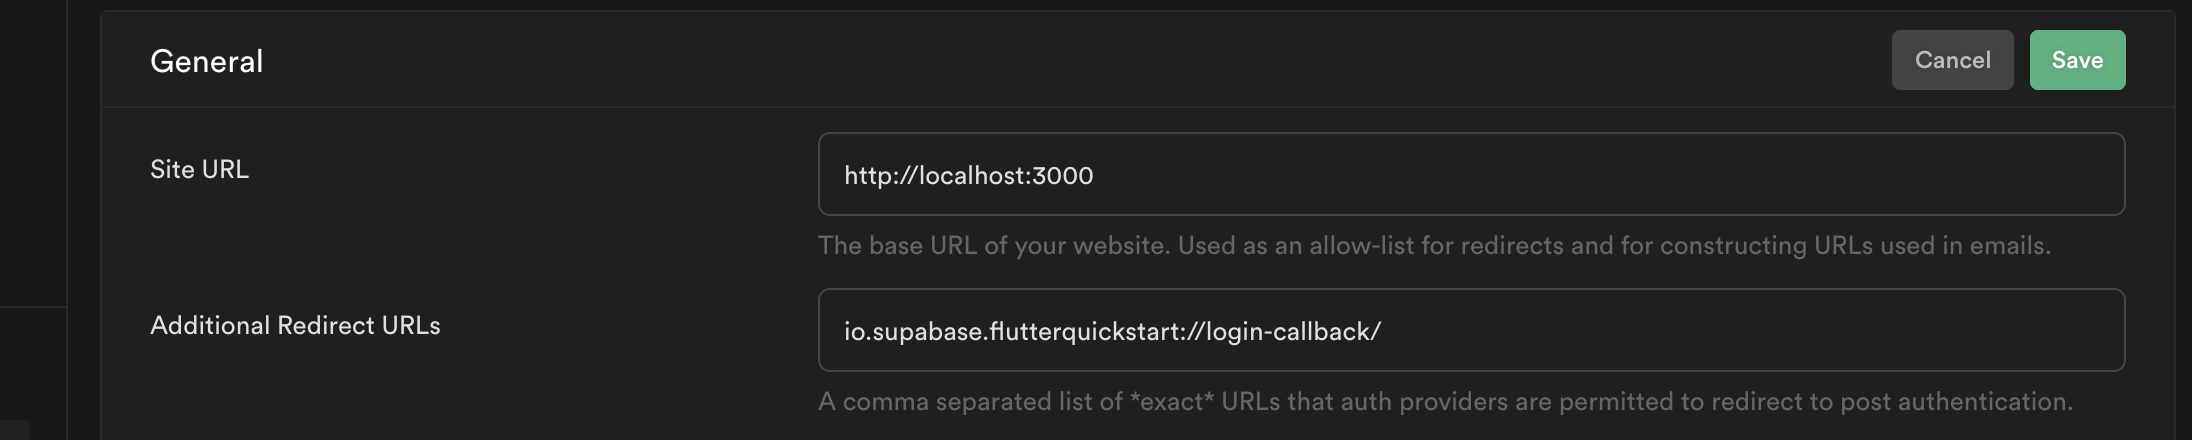 General
Cancel
Save
Site URL
http://localhost:3000
The base URL of your website. Used as an allow-list for redirects and for constructing URLs used in emails.
Additional Redirect URLs
io.supabase.flutterquickstart://login-callback/
A comma separated list of *exact* URLs that auth providers are permitted to redirect to post authentication.